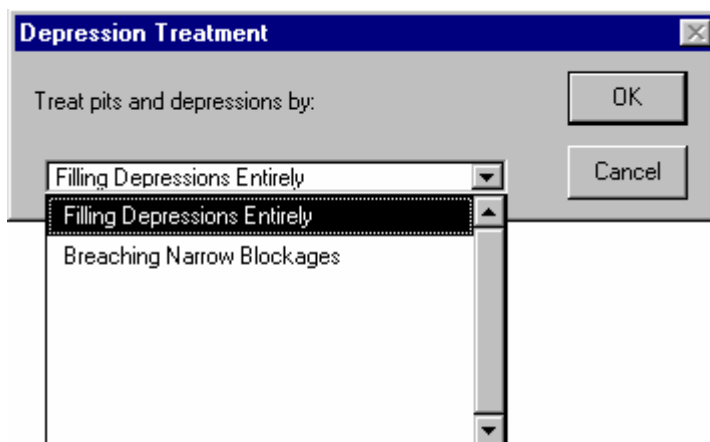 Depression Treatment
Treat pits and depressions by:
OK
Filling Depressions Entirely
Cancel
Filling Depressions Entirely
Breaching Narrow Blockages